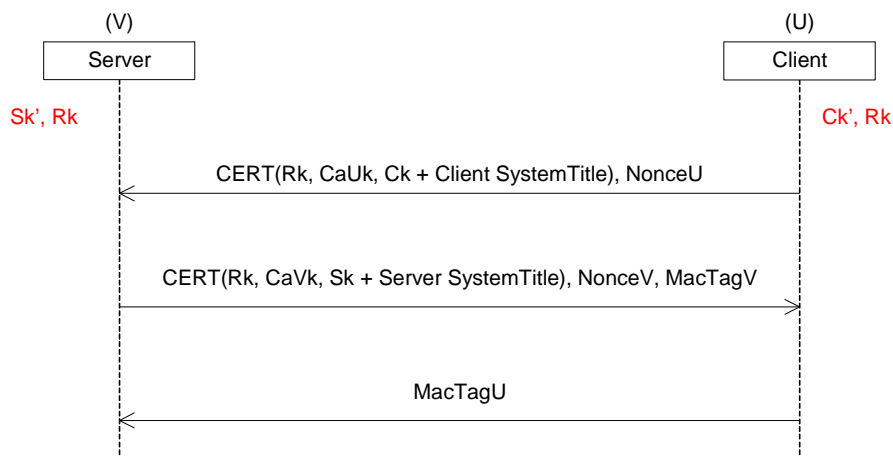 (V)
(U)
Server
Client
Sk’, Rk
Ck’, Rk
CERT(Rk, CaUk, Ck + Client SystemTitle), NonceU
CERT(Rk, CaVk, Sk + Server SystemTitle), NonceV, MacTagV
MacTagU